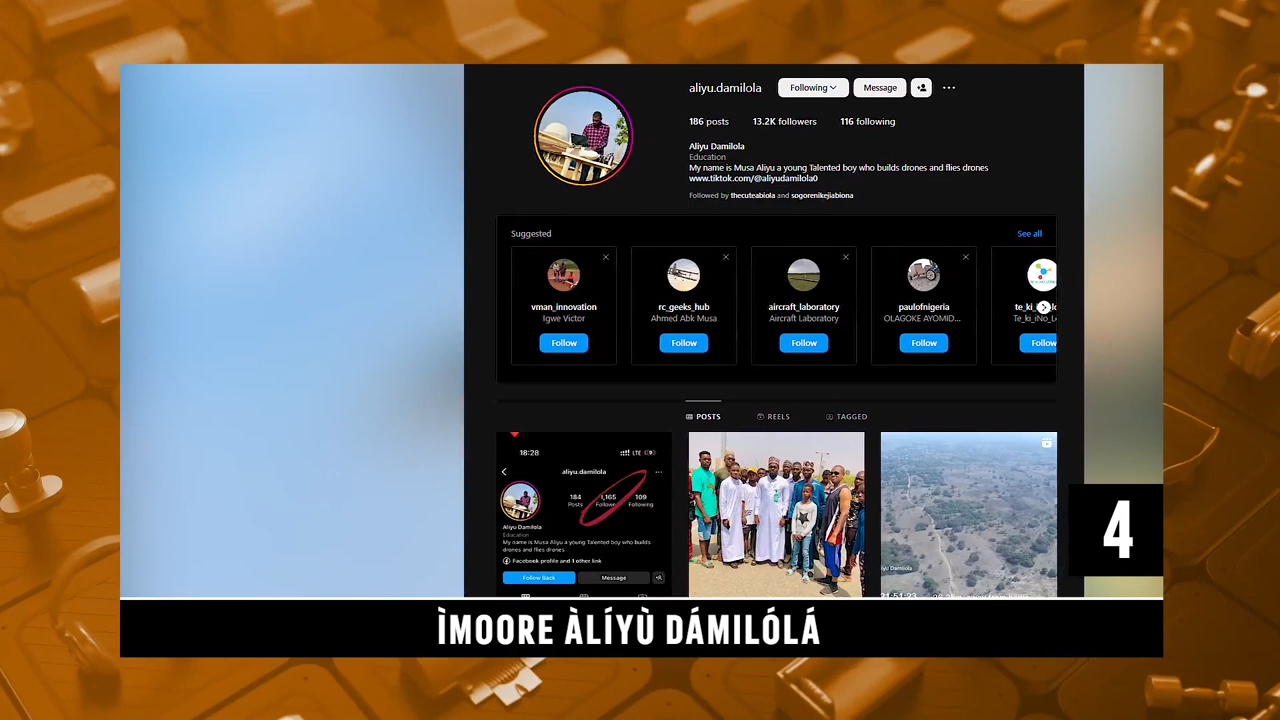 aliyu.damilola Following Message
186 posts 13.2K followers 116 following
Aliyu Damilola
Education
My name is Musa Aliyu a young Talented boy who builds drones and flies drones
www.tiktok.com/@aliyudamilola0
Followed by thecuteabiola and sogorenikejiabiona
Suggested See all
vman_innovation rc_geeks_hub aircraft_laboratory paulofnigeria
Igwe Victor Ahmed Abk Musa Aircraft Laboratory OLAGOKE AYOMID...
Follow Follow Follow Follow Follow
POSTS REELS TAGGED
18:28 LTE
aliyu.damilola
184 1,165 109
Posts Following
Aliyu Damilola
Education
My name is Musa Aliyu a young Talented boy who builds
drones and flies drones
Facebook profile and 1 other link
Follow Back Message
4
ÌMOORE ÀLÍYÙ DÁMILÓLÁ